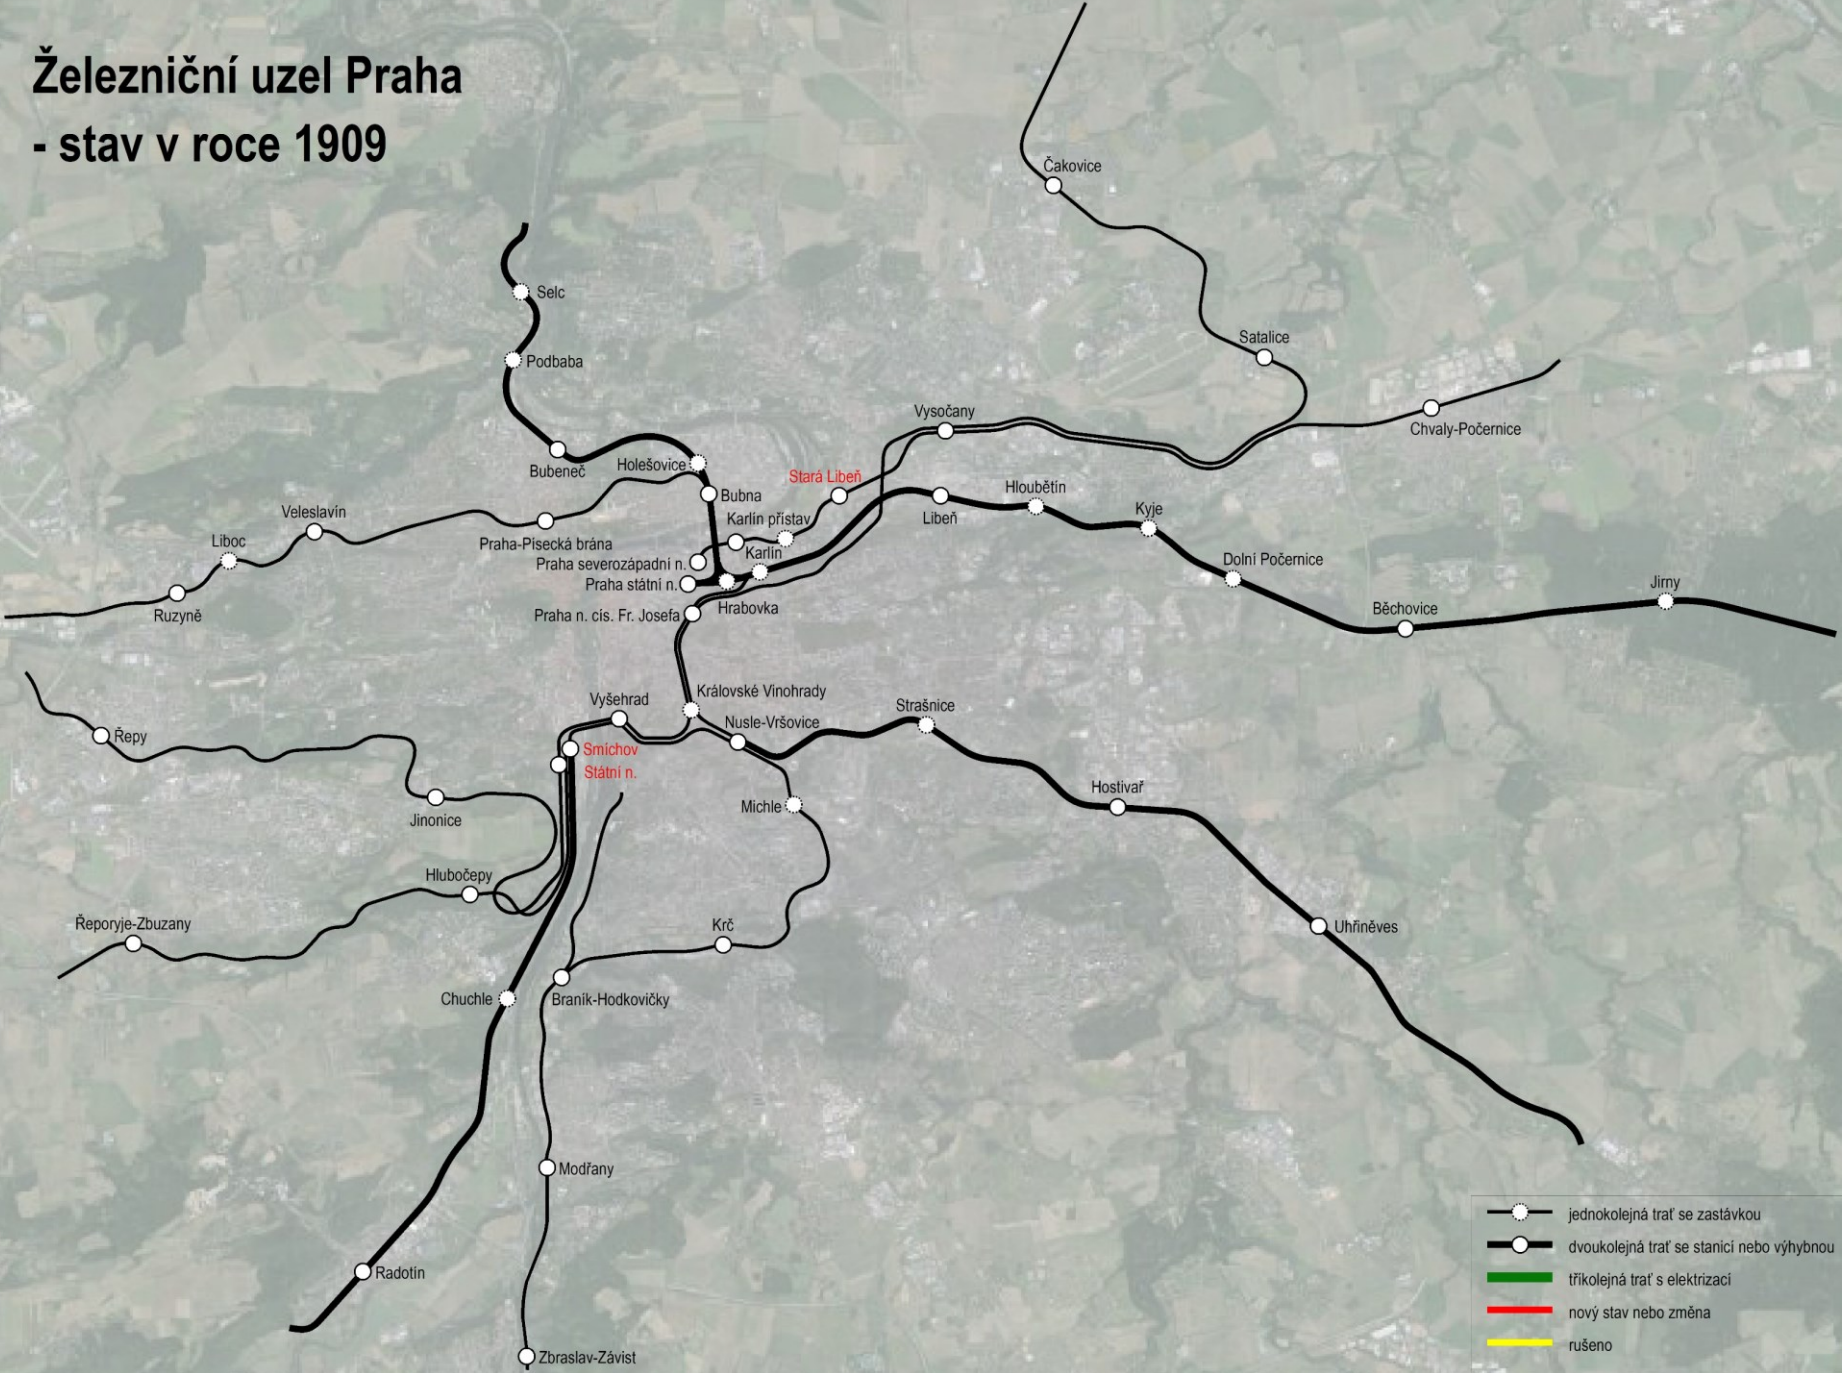 Železniční uzel Praha
- stav v roce 1909
Čakovice
Selc
Satalice
Podbaba
Vysočany
Chvaly-Počernice
Bubeneč
Holešovice
Stará Libeň
Bubna
Hloubětín
Libeň
Kyje
Veleslavín
Karlín přístav
Praha-Písecká brána
Liboc
Karlín
Praha severozápadní n.
Dolní Počernice
Praha státní n.
Jirny
Ruzyně
Hrabovka
Praha n. cís. Fr. Josefa
Běchovice
Vyšehrad
Královské Vinohrady
Strašnice
Nusle-Vršovice
Řepy
Smíchov
Státní n.
Hostivař
Michle
Jinonice
Hlubočepy
Řeporyje-Zbuzany
Krč
Uhříněves
Chuchle
Braník-Hodkovičky
Modřany
Radotín
Zbraslav-Závist
jednokolejná trať se zastávkou
dvoukolejná trať se stanicí nebo výhybnou
tříkolejná trať s elektrizací
nový stav nebo změna
rušeno